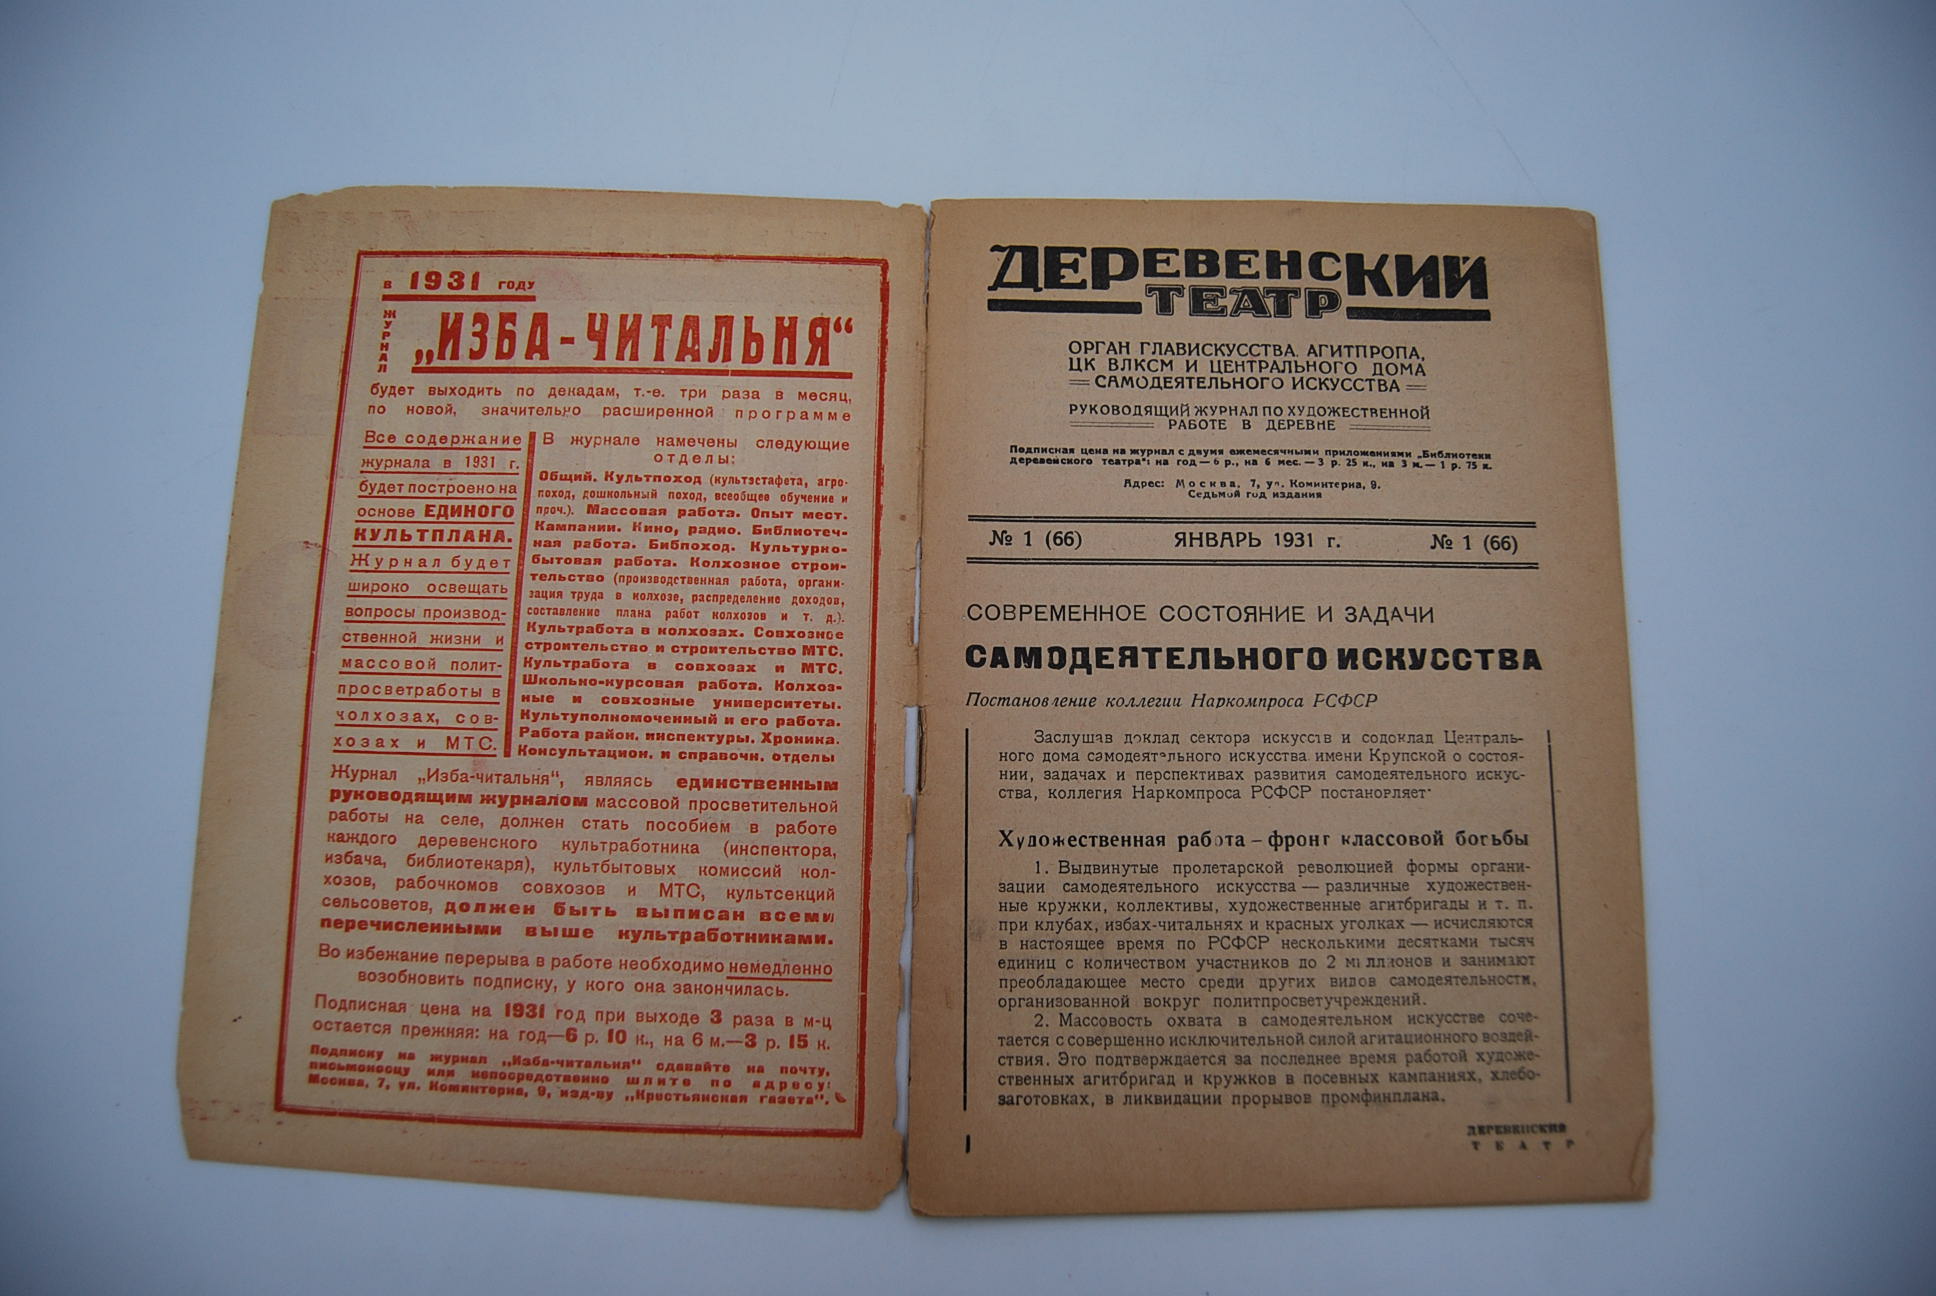 в 1931 году
ЖУРНАЛ
„ИЗБА-ЧИТАЛЬНЯ“
будет выходить по декадам, т.-е. три раза в месяц,
по новой, значительно расширенной программе
Все содержание
журнала в 1931 г.
будет построено на
основе ЕДИНОГО
КУЛЬТПЛАНА.
Журнал будет
широко освещать
вопросы производ-
ственной жизни и
массовой полит-
просветработы в
колхозах, сов-
хозах и МТС.
В журнале намечены следующие
отделы:
Общий. Культпоход (культэстафета, агро-
поход, дошкольный поход, всеобщее обучение и
проч.). Массовая работа. Опыт мест.
Кампании. Кино, радио. Библиотеч-
ная работа. Бибпоход. Культурно-
бытовая работа. Колхозное строи-
тельство (производственная работа, органи-
зация труда в колхозе, распределение доходов,
составление плана работ колхозов и т. д.).
Культработа в колхозах. Совхозное
строительство и строительство МТС.
Культработа в совхозах и МТС.
Школьно-курсовая работа. Колхоз-
ные и совхозные университеты.
Культуполномоченный и его работа.
Работа район. инспектуры. Хроника.
Консультацион. и справочн. отделы
Журнал „Изба-читальня“, являясь единственным
руководящим журналом массовой просветительной
работы на селе, должен стать пособием в работе
каждого деревенского культработника (инспектора,
избача, библиотекаря), культбытовых комиссий кол-
хозов, рабочкомов совхозов и МТС, культсекций
сельсоветов, должен быть выписан всеми
перечисленными выше культработниками.
Во избежание перерыва в работе необходимо немедленно
возобновить подписку, у кого она закончилась.
Подписная цена на 1931 год при выходе 3 раза в м-ц
остается прежняя: на год—6 р. 10 к., на 6 м.—3 р. 15 к.
Подписку на журнал „Изба-читальня“ сдавайте на почту,
письмоносцу или непосредственно шлите по адресу:
Москва, 7, ул. Коминтерна, 9, изд-ву „Крестьянская газета“.
ДЕРЕВЕНСКИЙ
ТЕАТР
ОРГАН ГЛАВИСКУССТВА, АГИТПРОПА,
ЦК ВЛКСМ И ЦЕНТРАЛЬНОГО ДОМА
САМОДЕЯТЕЛЬНОГО ИСКУССТВА
РУКОВОДЯЩИЙ ЖУРНАЛ ПО ХУДОЖЕСТВЕННОЙ
РАБОТЕ В ДЕРЕВНЕ
Подписная цена на журнал с двумя ежемесячными приложениями „Библиотеки
деревенского театра“: на год—6 р., на 6 мес.—3 р. 25 к., на 3 м.—1 р. 75 к.
Адрес: Москва, 7, ул. Коминтерна, 9.
Седьмой год издания
№ 1 (66) ЯНВАРЬ 1931 г. № 1 (66)
СОВРЕМЕННОЕ СОСТОЯНИЕ И ЗАДАЧИ
САМОДЕЯТЕЛЬНОГО ИСКУССТВА
Постановление коллегии Наркомпроса РСФСР
Заслушав доклад сектора искусств и содоклад Централь-
ного дома самодеятельного искусства имени Крупской о состоя-
нии, задачах и перспективах развития самодеятельного искус-
ства, коллегия Наркомпроса РСФСР постановляет:
Художественная работа – фронт классовой борьбы
1. Выдвинутые пролетарской революцией формы органи-
зации самодеятельного искусства — различные художествен-
ные кружки, коллективы, художественные агитбригады и т. п.
при клубах, избах-читальнях и красных уголках — исчисляются
в настоящее время по РСФСР несколькими десятками тысяч
единиц с количеством участников до 2 миллионов и занимают
преобладающее место среди других видов самодеятельности,
организованной вокруг политпросветучреждений.
2. Массовость охвата в самодеятельном искусстве соче-
тается с совершенно исключительной силой агитационного воздей-
ствия. Это подтверждается за последнее время работой художе-
ственных агитбригад и кружков в посевных кампаниях, хлебо-
заготовках, в ликвидации прорывов промфинплана.
1
ДЕРЕВЕНСКИЙ
ТЕАТР